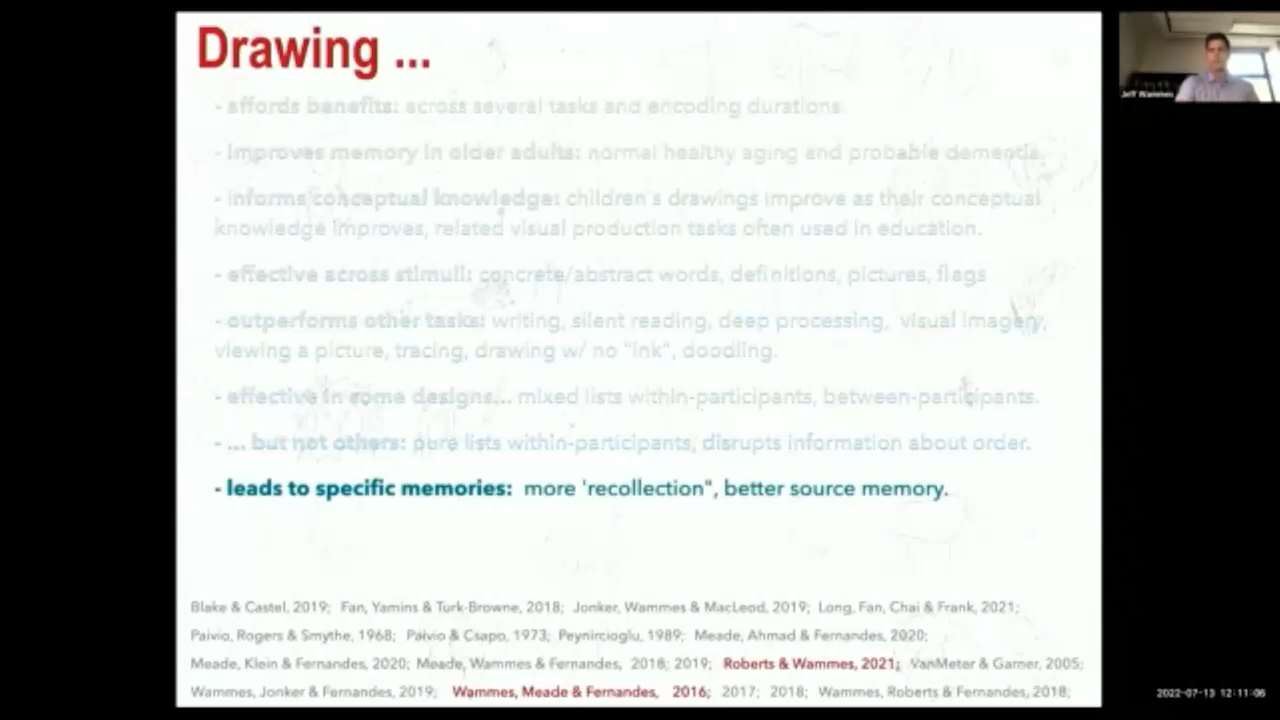 Drawing ...
- affords benefits: across several tasks and encoding durations.
- improves memory in older adults: normal healthy aging and probable dementia.
- informs conceptual knowledge: children's drawings improve as their conceptual
knowledge improves, related visual production tasks often used in education.
- effective across stimuli: concrete/abstract words, definitions, pictures, flags
- outperforms other tasks: writing, silent reading, deep processing, visual imagery,
viewing a picture, tracing, drawing w/ no "ink", doodling.
- effective in some designs... mixed lists within-participants, between-participants.
- ... but not others: pure lists within-participants, disrupts information about order.
- leads to specific memories: more 'recollection", better source memory.
Blake & Castel, 2019; Fan, Yamins & Turk-Browne, 2018; Jonker, Wammes & MacLeod, 2019; Long, Fan, Chai & Frank, 2021;
Paivio, Rogers & Smythe, 1968; Paivio & Csapo, 1973; Peynircioglu, 1989; Meade, Ahmad & Fernandes, 2020;
Meade, Klein & Fernandes, 2020; Meade, Wammes & Fernandes, 2018; 2019; Roberts & Wammes, 2021; VanMeter & Garner, 2005;
Wammes, Jonker & Fernandes, 2019; Wammes, Meade & Fernandes, 2016; 2017; 2018; Wammes, Roberts & Fernandes, 2018;
Jeff Wammes
2022-07-13 12:11:06